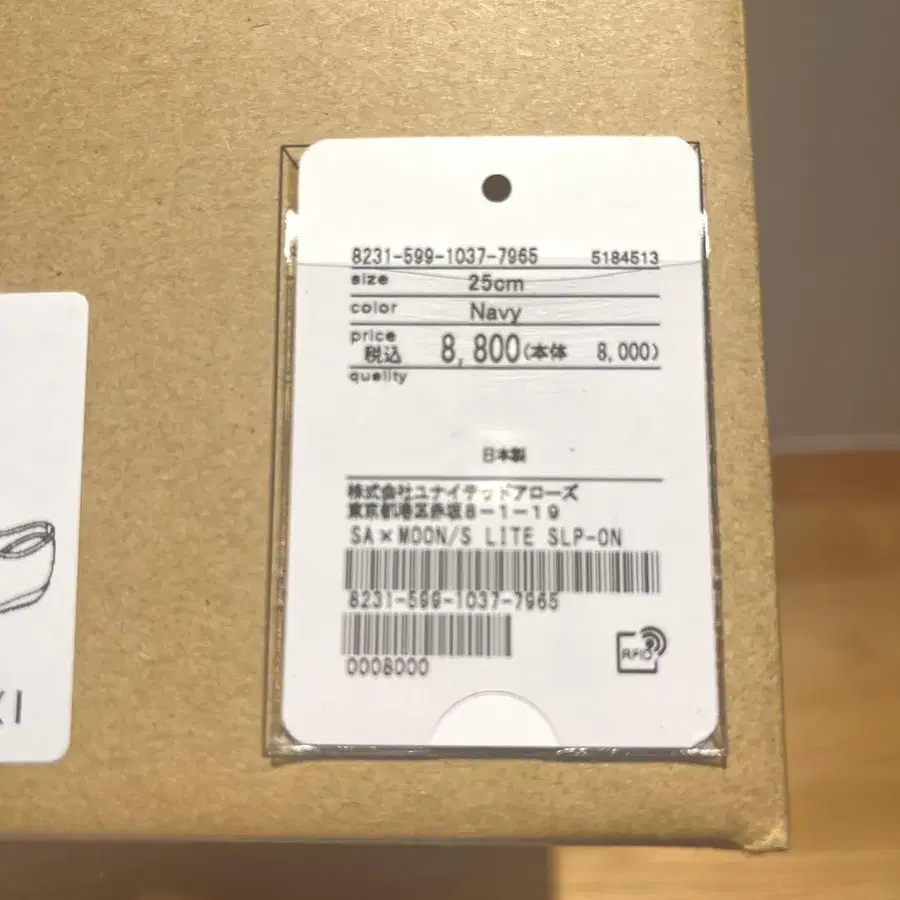 8231-599-1037-7965 5184513
size 25cm
color Navy
price
税込 8,800(本体 8,000)
quality
日本製
株式会社ユナイテッドアローズ
東京都港区赤坂8-1-19
SA×MOON/S LITE SLP-ON
8231-599-1037-7965
0008000
RFID